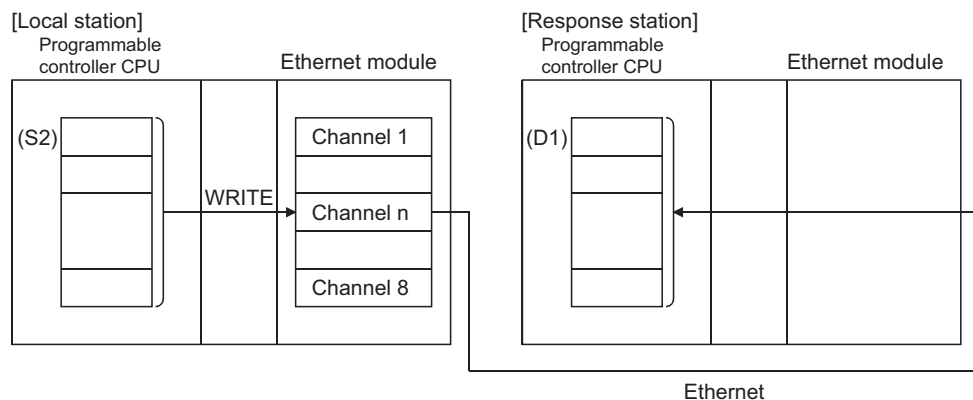 [Local station]
Programmable
controller CPU
Ethernet module
(S2)
WRITE
Channel 1
Channel n
Channel 8
[Response station]
Programmable
controller CPU
Ethernet module
(D1)
Ethernet